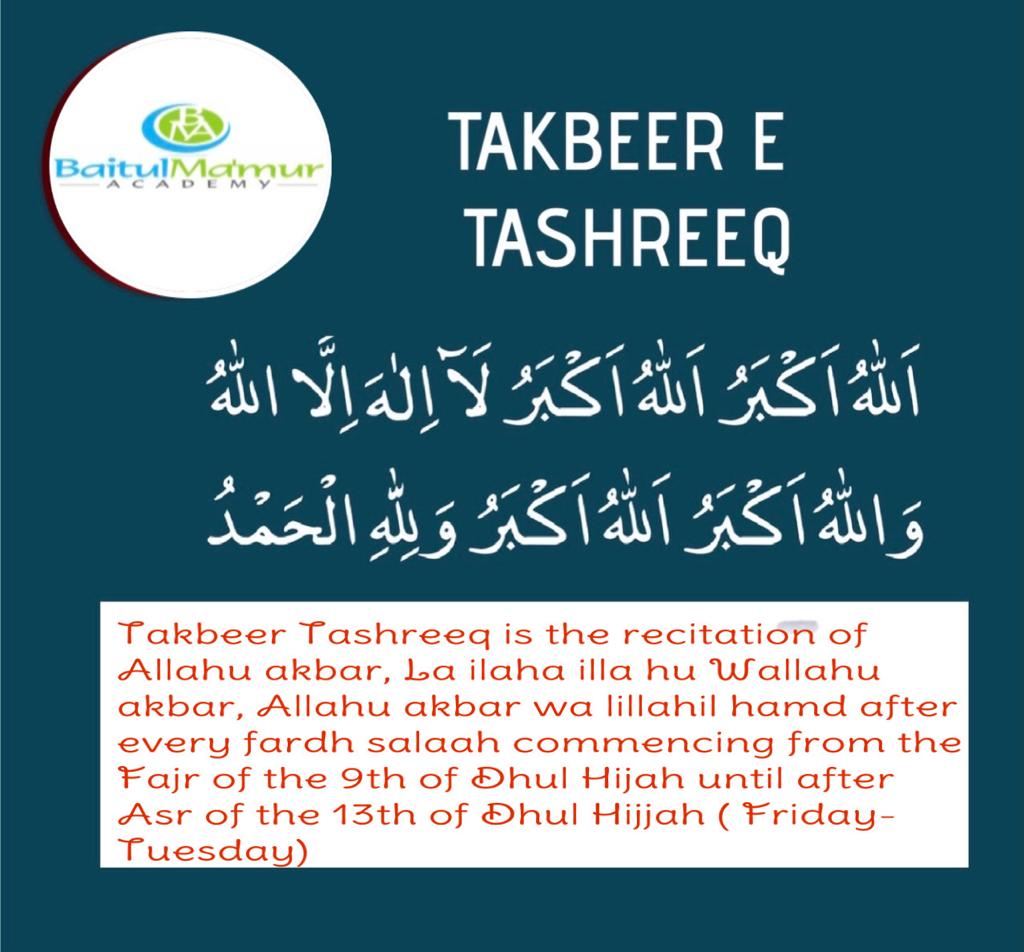 BMA
BaitulMa'mur
ACADEMY
TAKBEER E
TASHREEQ
اَللّٰهُ اَكْبَرُ اَللّٰهُ اَكْبَرُ لَآ اِلٰهَ اِلَّا اللّٰهُ
وَاللّٰهُ اَكْبَرُ اَللّٰهُ اَكْبَرُ وَلِلّٰهِ الْحَمْدُ
Takbeer Tashreeq is the recitation of
Allahu akbar, La ilaha illa hu Wallahu
akbar, Allahu akbar wa lillahil hamd after
every fardh salaah commencing from the
Fajr of the 9th of Dhul Hijah until after
Asr of the 13th of Dhul Hijjah ( Friday-
Tuesday)